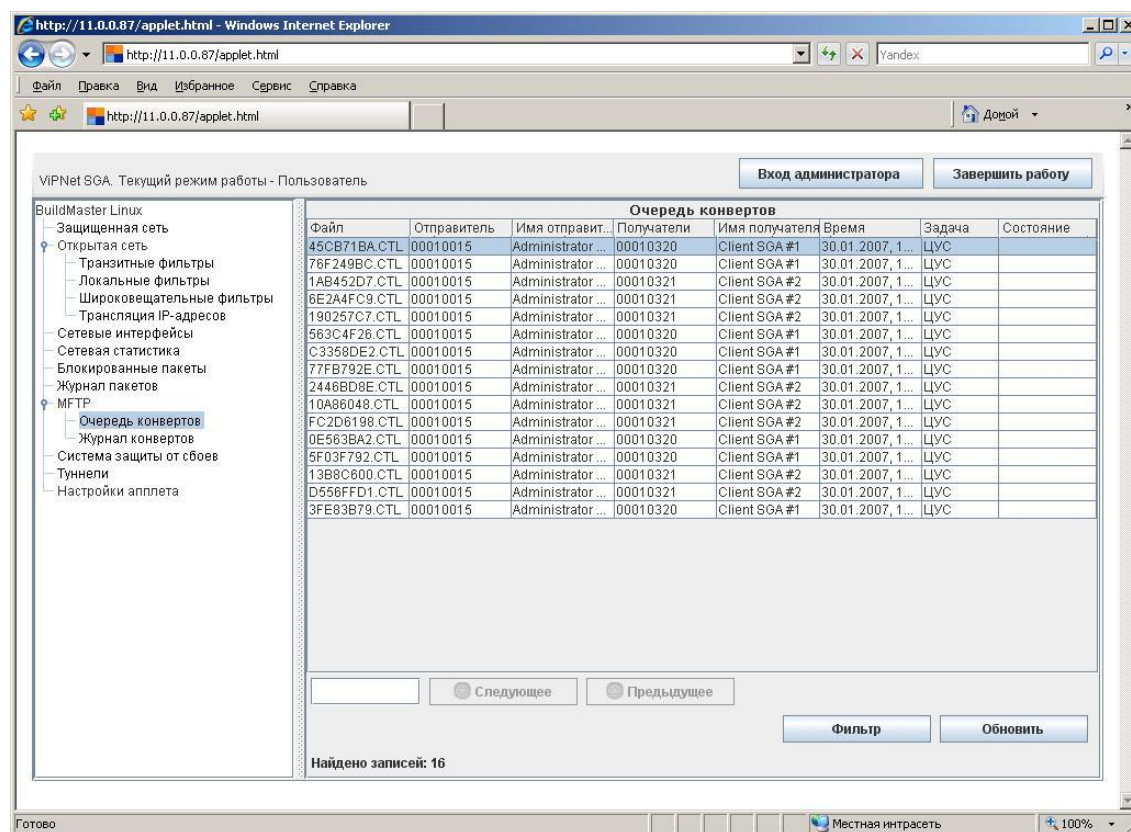 http://11.0.0.87/applet.html - Windows Internet Explorer
http://11.0.0.87/applet.html
Yandex
Файл Правка Вид Избранное Сервис Справка
http://11.0.0.87/applet.html
Домой
ViPNet SGA. Текущий режим работы - Пользователь
Вход администратора
Завершить работу
BuildMaster Linux
Защищенная сеть
Открытая сеть
Транзитные фильтры
Локальные фильтры
Широковещательные фильтры
Трансляция IP-адресов
Сетевые интерфейсы
Сетевая статистика
Блокированные пакеты
Журнал пакетов
MFTP
Очередь конвертов
Журнал конвертов
Система защиты от сбоев
Туннели
Настройки апплета
Очередь конвертов
Файл Отправитель Имя отправит... Получатели Имя получателя Время Задача Состояние
45CB71BA.CTL 00010015 Administrator ... 00010320 Client SGA #1 30.01.2007, 1... ЦУС
76F249BC.CTL 00010015 Administrator ... 00010320 Client SGA #1 30.01.2007, 1... ЦУС
1AB452D7.CTL 00010015 Administrator ... 00010321 Client SGA #2 30.01.2007, 1... ЦУС
6E2A4FC9.CTL 00010015 Administrator ... 00010321 Client SGA #2 30.01.2007, 1... ЦУС
190257C7.CTL 00010015 Administrator ... 00010321 Client SGA #2 30.01.2007, 1... ЦУС
563C4F26.CTL 00010015 Administrator ... 00010320 Client SGA #1 30.01.2007, 1... ЦУС
C3358DE2.CTL 00010015 Administrator ... 00010320 Client SGA #1 30.01.2007, 1... ЦУС
77FB792E.CTL 00010015 Administrator ... 00010320 Client SGA #1 30.01.2007, 1... ЦУС
2446BD8E.CTL 00010015 Administrator ... 00010321 Client SGA #2 30.01.2007, 1... ЦУС
10A86048.CTL 00010015 Administrator ... 00010321 Client SGA #2 30.01.2007, 1... ЦУС
FC2D6198.CTL 00010015 Administrator ... 00010321 Client SGA #2 30.01.2007, 1... ЦУС
0E563BA2.CTL 00010015 Administrator ... 00010320 Client SGA #1 30.01.2007, 1... ЦУС
5F03F792.CTL 00010015 Administrator ... 00010320 Client SGA #1 30.01.2007, 1... ЦУС
13B8C600.CTL 00010015 Administrator ... 00010321 Client SGA #2 30.01.2007, 1... ЦУС
D556FFD1.CTL 00010015 Administrator ... 00010321 Client SGA #2 30.01.2007, 1... ЦУС
3FE83B79.CTL 00010015 Administrator ... 00010320 Client SGA #1 30.01.2007, 1... ЦУС
Следующее
Предыдущее
Фильтр
Обновить
Найдено записей: 16
Готово
Местная интрасеть
100%